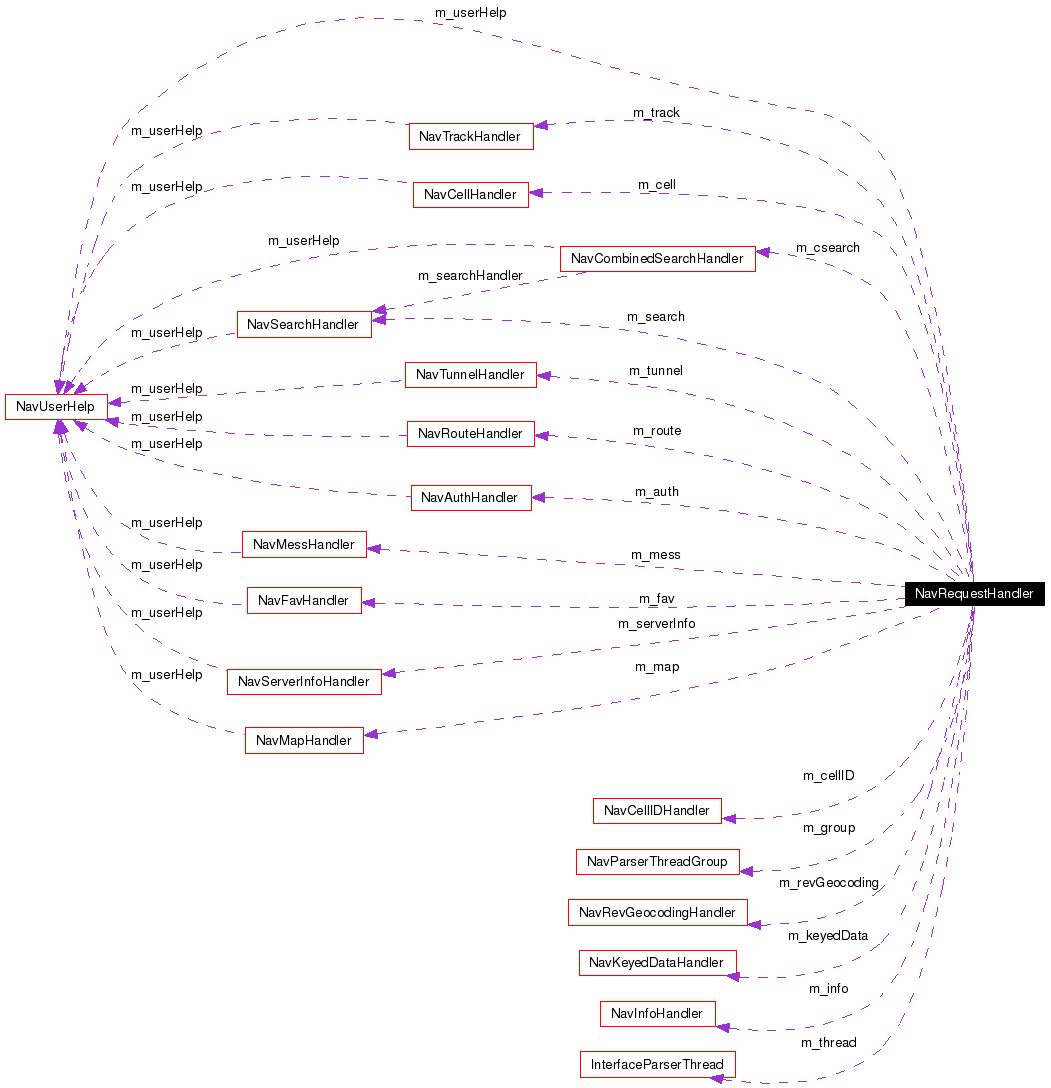 m_userHelp
m_track
m_userHelp
NavTrackHandler
m_cell
m_userHelp
NavCellHandler
m_userHelp
m_csearch
NavCombinedSearchHandler
m_searchHandler
m_search
NavSearchHandler
m_userHelp
m_tunnel
NavTunnelHandler
m_userHelp
NavUserHelp
m_userHelp
m_route
NavRouteHandler
m_userHelp
m_auth
NavAuthHandler
m_userHelp
NavMessHandler
m_mess
m_userHelp
NavRequestHandler
NavFavHandler
m_fav
m_userHelp
m_serverInfo
m_map
m_userHelp
NavServerInfoHandler
NavMapHandler
m_cellID
NavCellIDHandler
m_group
NavParserThreadGroup
m_revGeocoding
NavRevGeocodingHandler
m_keyedData
NavKeyedDataHandler
m_info
NavInfoHandler
m_thread
InterfaceParserThread